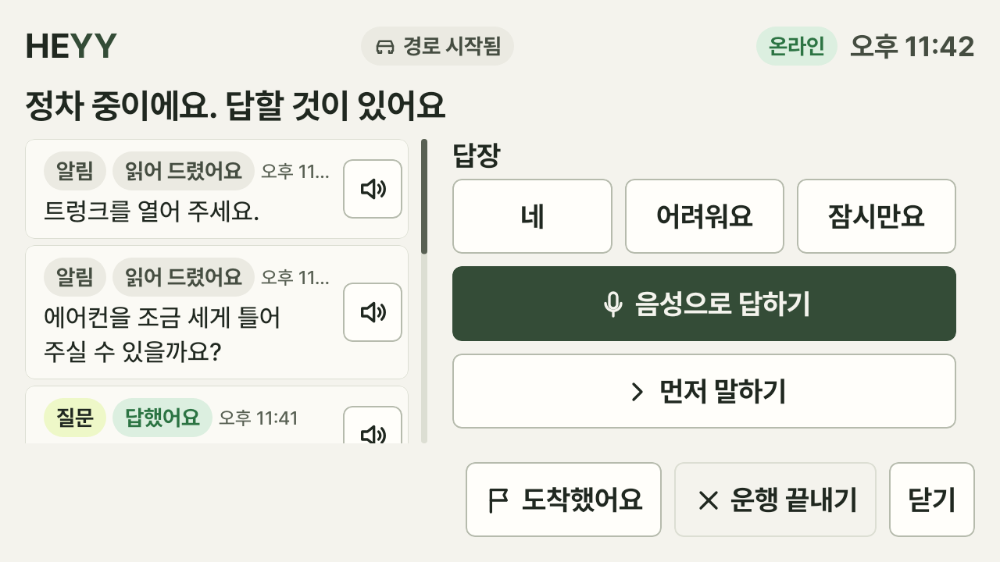 HEYY
경로 시작됨
온라인
오후 11:42
정차 중이에요. 답할 것이 있어요
알림 읽어 드렸어요 오후 11...
트렁크를 열어 주세요.
알림 읽어 드렸어요 오후 11...
에어컨을 조금 세게 틀어
주실 수 있을까요?
질문 답했어요 오후 11:41
답장
네
어려워요
잠시만요
음성으로 답하기
먼저 말하기
도착했어요
운행 끝내기
닫기